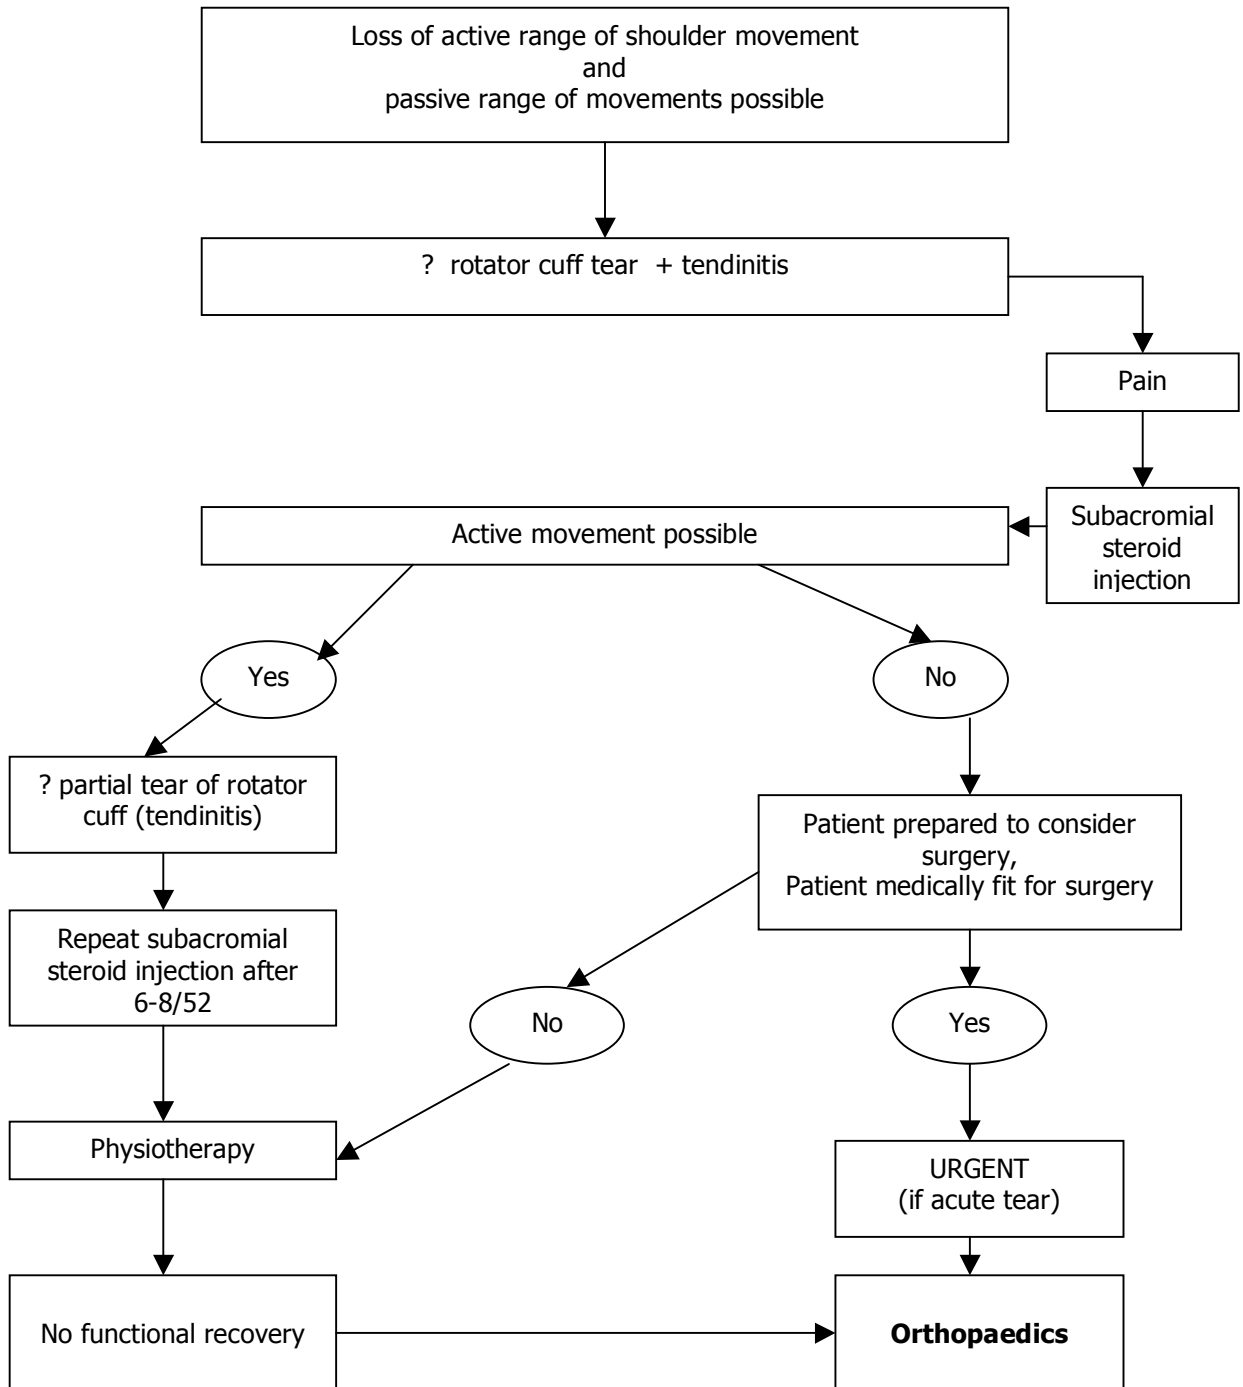 Loss of active range of shoulder movement
and
passive range of movements possible
? rotator cuff tear + tendinitis
Pain
Subacromial
steroid
injection
Active movement possible
Yes
No
? partial tear of rotator
cuff (tendinitis)
Patient prepared to consider
surgery,
Patient medically fit for surgery
Repeat subacromial
steroid injection after
6-8/52
No
Yes
Physiotherapy
URGENT
(if acute tear)
No functional recovery
Orthopaedics